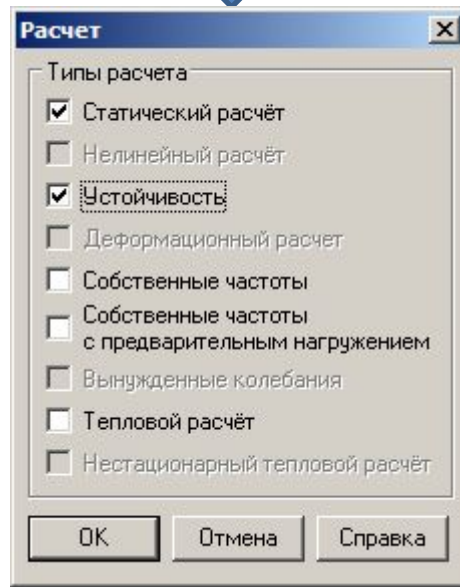 Расчет
Типы расчета
Статический расчёт
Нелинейный расчёт
Устойчивость
Деформационный расчет
Собственные частоты
Собственные частоты
с предварительным нагружением
Вынужденные колебания
Тепловой расчёт
Нестационарный тепловой расчёт
OK Отмена Справка